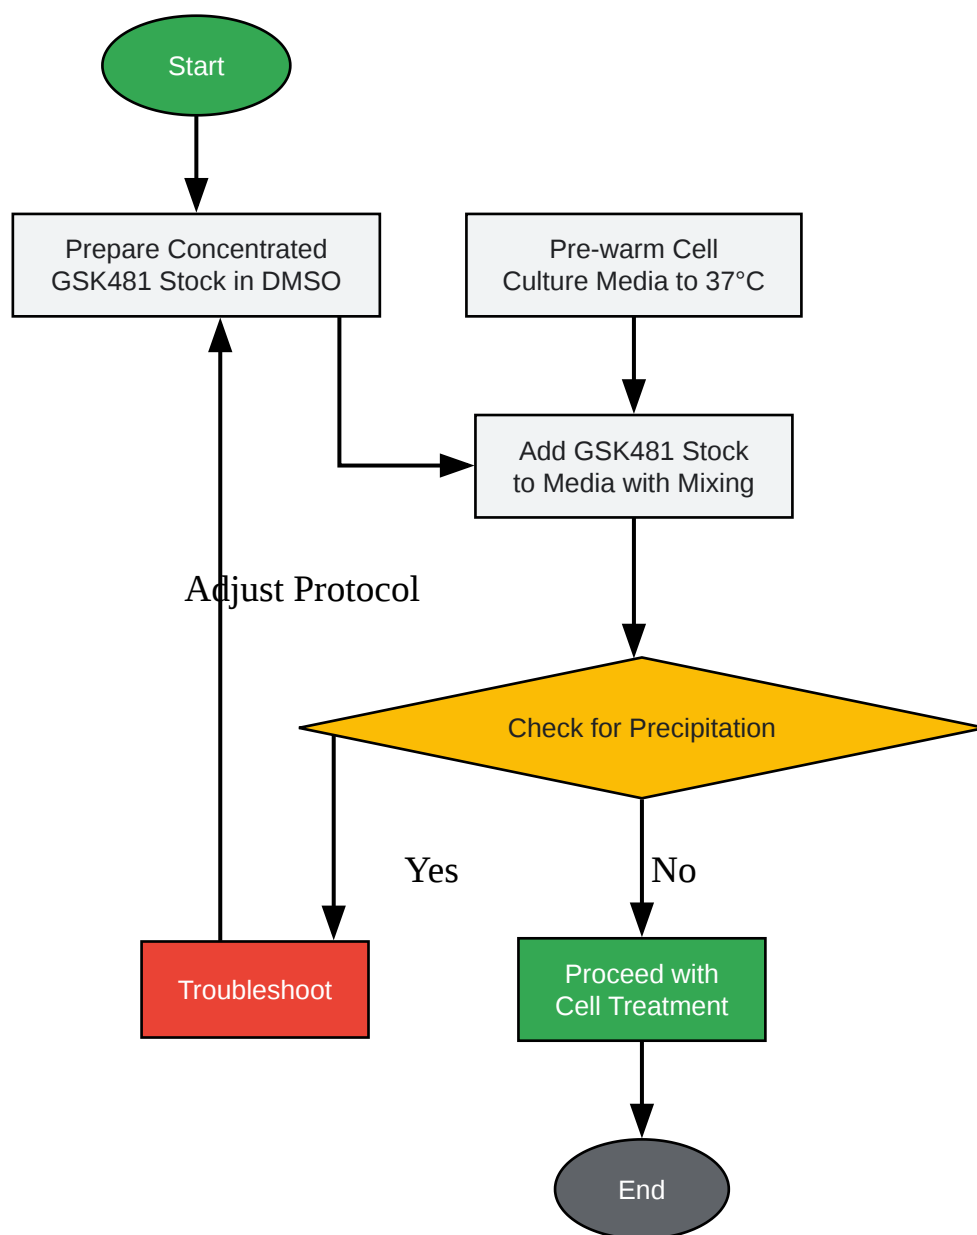 Start
Prepare Concentrated
GSK481 Stock in DMSO
Pre-warm Cell
Culture Media to 37°C
Add GSK481 Stock
to Media with Mixing
Adjust Protocol
Check for Precipitation
Yes
No
Troubleshoot
Proceed with
Cell Treatment
End